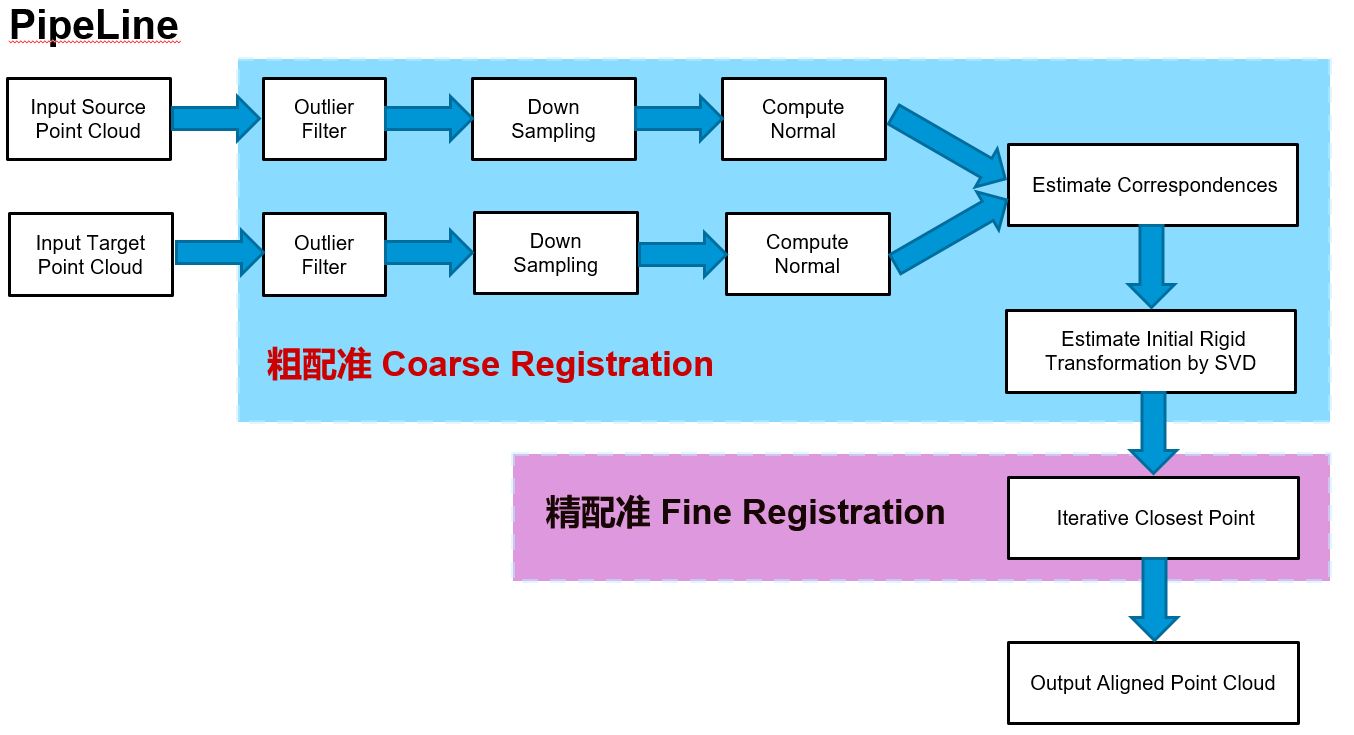 PipeLine
Input Source
Point Cloud
Outlier
Filter
Down
Sampling
Compute
Normal
Input Target
Point Cloud
Outlier
Filter
Down
Sampling
Compute
Normal
Estimate Correspondences
Estimate Initial Rigid
Transformation by SVD
粗配准 Coarse Registration
精配准 Fine Registration
Iterative Closest Point
Output Aligned Point Cloud